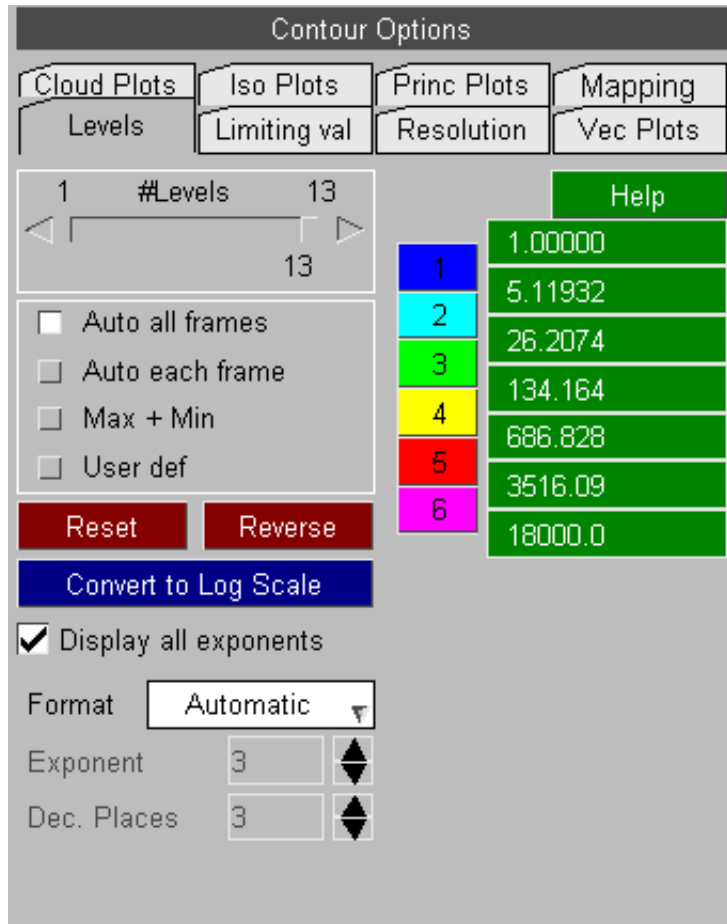 Contour Options
Cloud Plots Iso Plots Princ Plots Mapping
Levels Limiting val Resolution Vec Plots
1 #Levels 13
13
Auto all frames
Auto each frame
Max + Min
User def
Reset Reverse
Convert to Log Scale
Display all exponents
Format Automatic
Exponent 3
Dec. Places 3
Help
1
2
3
4
5
6
1.00000
5.11932
26.2074
134.164
686.828
3516.09
18000.0